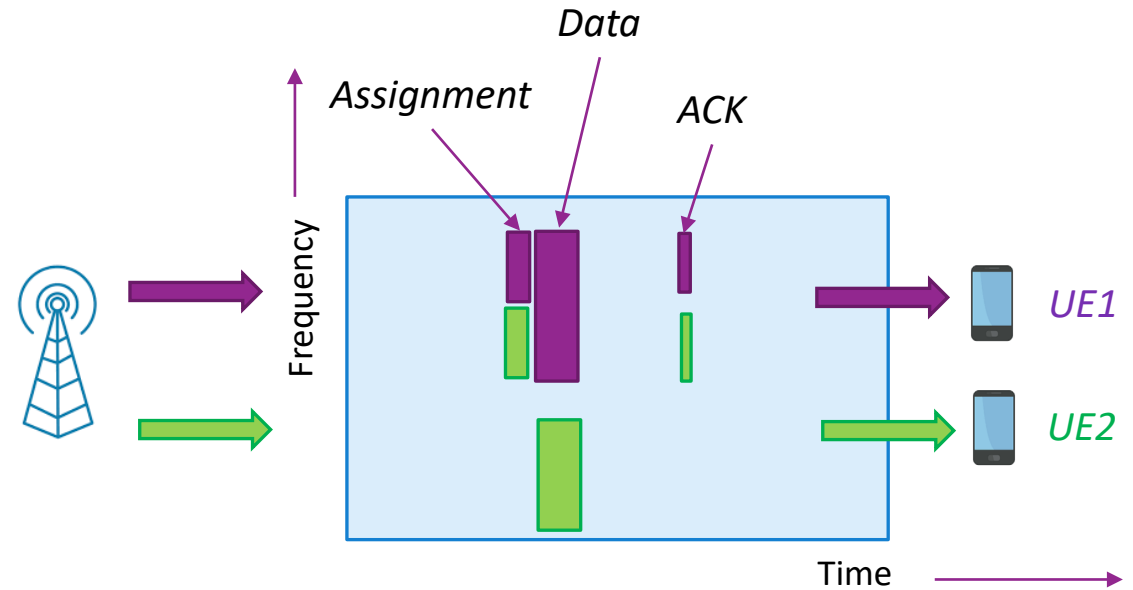 Data
Assignment
ACK
Frequency
UE1
UE2
Time